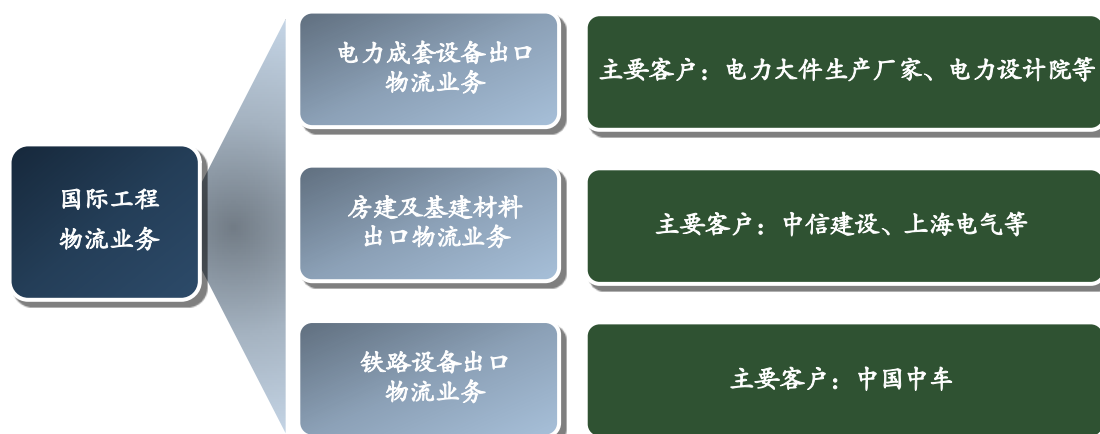 国际工程
物流业务
电力成套设备出口
物流业务
主要客户：电力大件生产厂家、电力设计院等
房建及基建材料
出口物流业务
主要客户：中信建设、上海电气等
铁路设备出口
物流业务
主要客户：中国中车